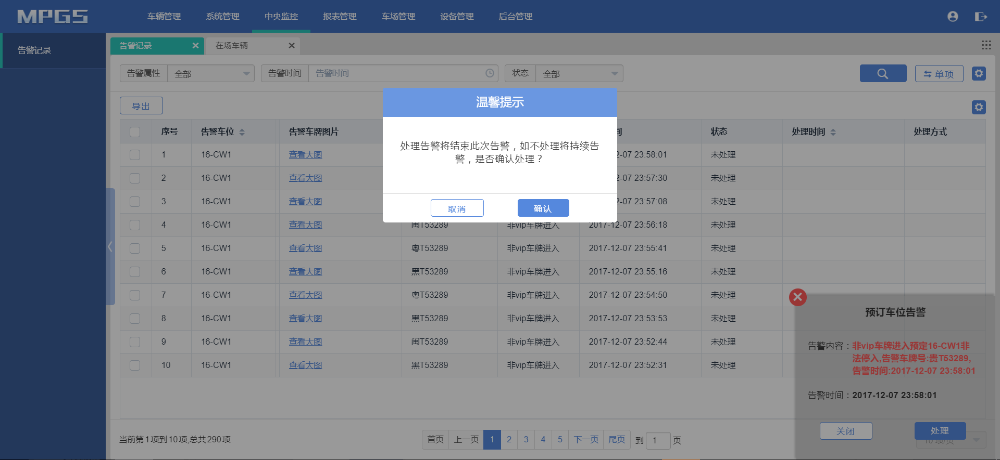 MPGS 车辆管理 系统管理 中央监控 报表管理 车场管理 设备管理 后台管理
告警记录
告警记录 在场车辆
告警属性 全部 告警时间 告警时间 状态 全部 单项
导出
温馨提示
处理告警将结束此次告警，如不处理将持续告
警，是否确认处理？
取消 确认
序号 告警车位 告警车牌图片 间 状态 处理时间 处理方式
1 16-CW1 查看大图 2-07 23:58:01 未处理
2 16-CW1 查看大图 2-07 23:57:30 未处理
3 16-CW1 查看大图 2-07 23:57:08 未处理
4 16-CW1 查看大图 闽T53289 非vip车牌进入 2017-12-07 23:56:18 未处理
5 16-CW1 查看大图 粤T53289 非vip车牌进入 2017-12-07 23:55:41 未处理
6 16-CW1 查看大图 黑T53289 非vip车牌进入 2017-12-07 23:55:16 未处理
7 16-CW1 查看大图 粤T53289 非vip车牌进入 2017-12-07 23:54:50 未处理
8 16-CW1 查看大图 黑T53289 非vip车牌进入 2017-12-07 23:53:53 未处理
9 16-CW1 查看大图 闽T53289 非vip车牌进入 2017-12-07 23:52:44 未处理
10 16-CW1 查看大图 黑T53289 非vip车牌进入 2017-12-07 23:52:31 未处理
预订车位告警
告警内容：非vip车牌进入预定16-CW1非
法停入,告警车牌号:贵T53289,
告警时间:2017-12-07 23:58:01
告警时间：2017-12-07 23:58:01
关闭 处理
当前第1项到10项,总共290项 首页 上一页 1 2 3 4 5 下一页 尾页 到 1 页 10 项/页